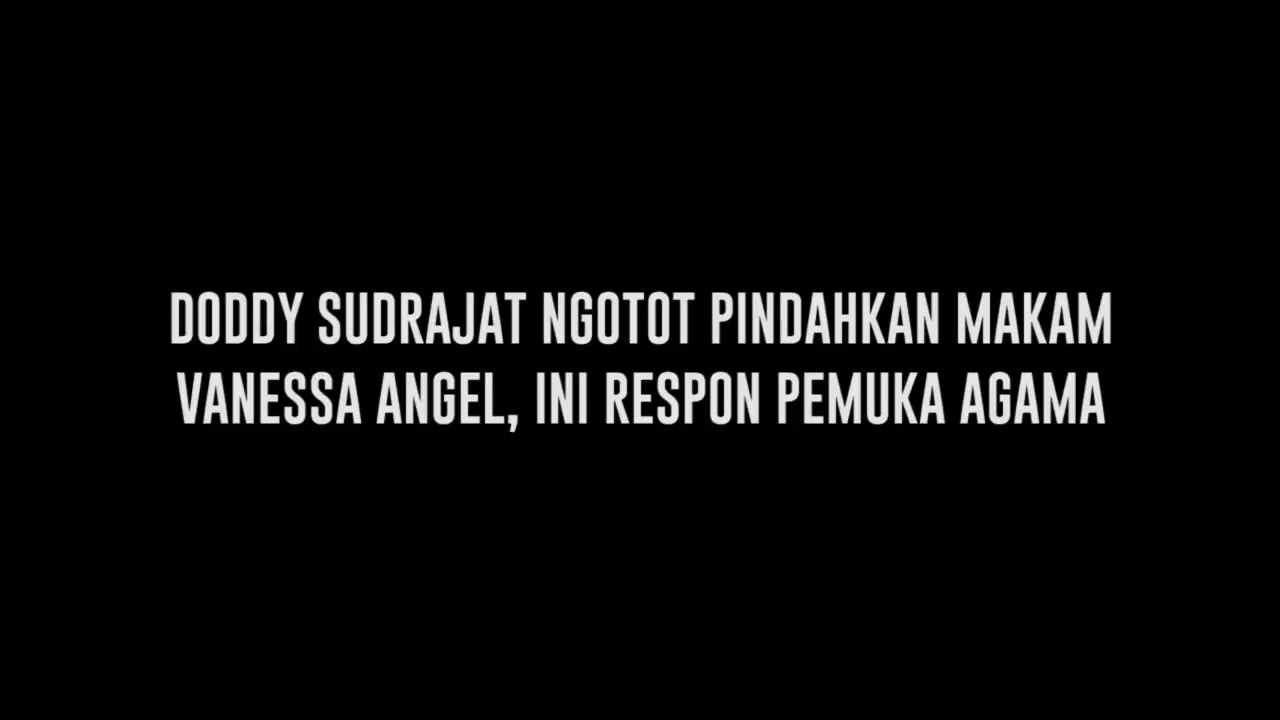 DODDY SUDRAJAT NGOTOT PINDAHKAN MAKAM
VANESSA ANGEL, INI RESPON PEMUKA AGAMA